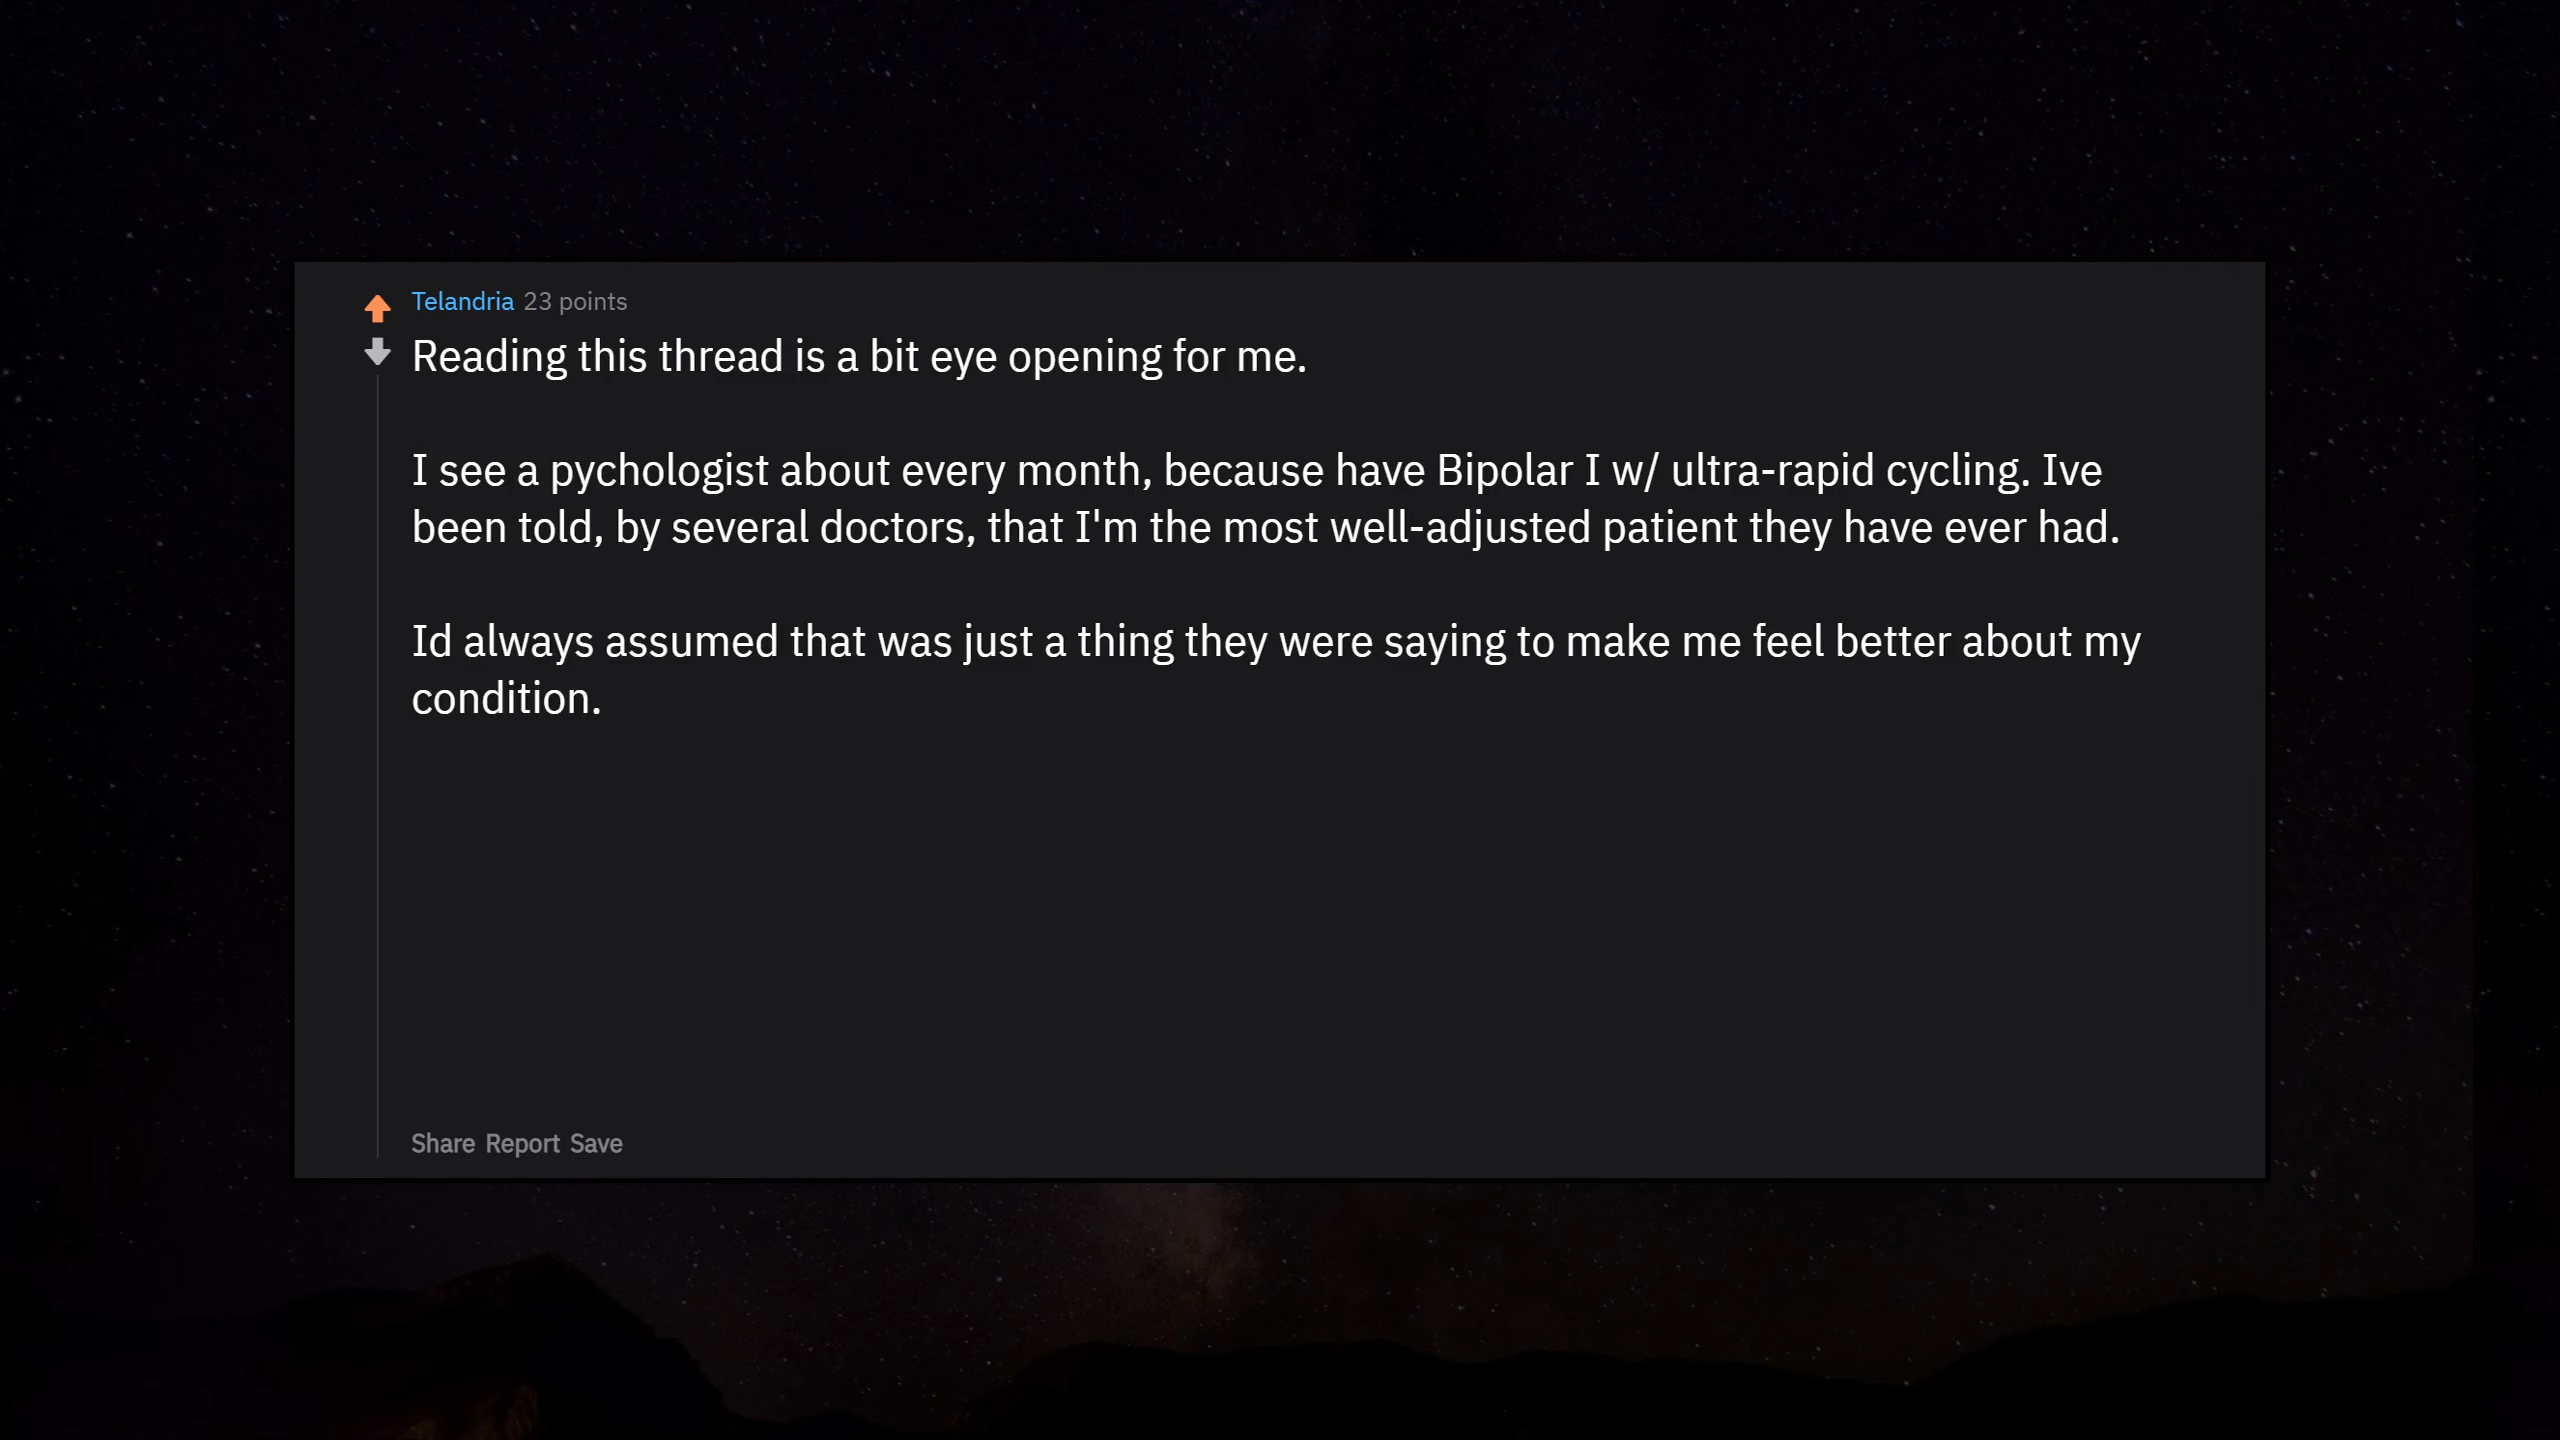 Telandria 23 points
Reading this thread is a bit eye opening for me.
I see a pychologist about every month, because have Bipolar I w/ ultra-rapid cycling. Ive
been told, by several doctors, that I'm the most well-adjusted patient they have ever had.
Id always assumed that was just a thing they were saying to make me feel better about my
condition.
Share Report Save